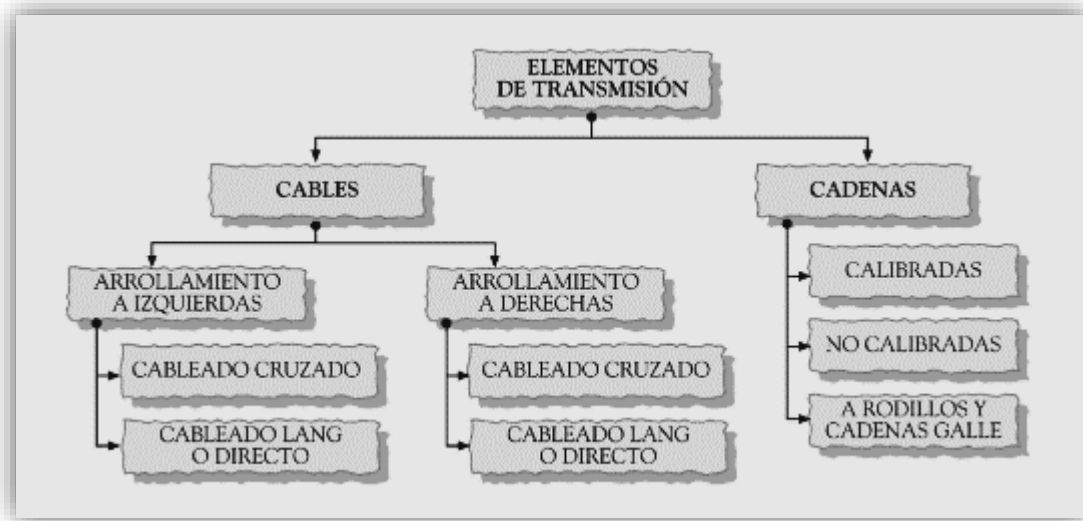 ELEMENTOS
DE TRANSMISIÓN
CABLES
CADENAS
ARROLLAMIENTO
A IZQUIERDAS
ARROLLAMIENTO
A DERECHAS
CALIBRADAS
CABLEADO CRUZADO
CABLEADO CRUZADO
NO CALIBRADAS
CABLEADO LANG
O DIRECTO
CABLEADO LANG
O DIRECTO
A RODILLOS Y
CADENAS GALLE